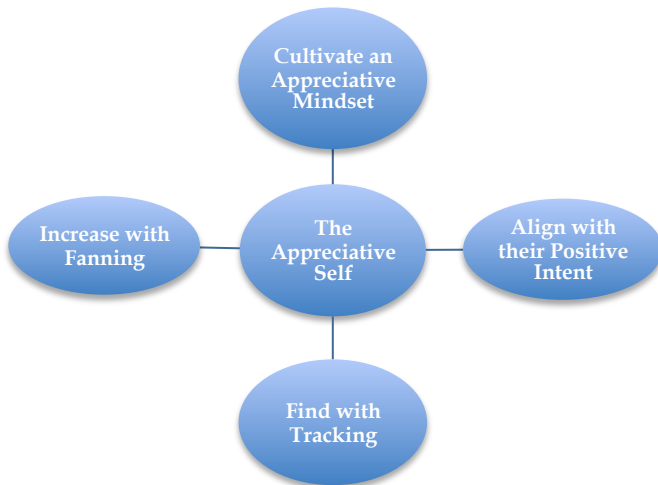 Cultivate an
Appreciative
Mindset
Increase with
Fanning
The
Appreciative
Self
Align with
their Positive
Intent
Find with
Tracking